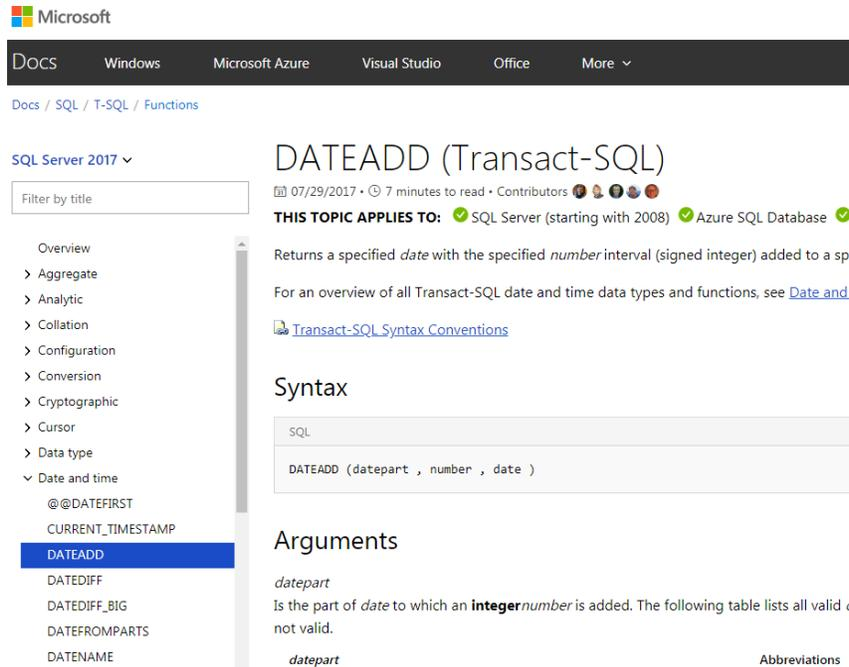 Microsoft
Docs Windows Microsoft Azure Visual Studio Office More
Docs / SQL / T-SQL / Functions
SQL Server 2017
Filter by title
Overview
Aggregate
Analytic
Collation
Configuration
Conversion
Cryptographic
Cursor
Data type
Date and time
@@DATEFIRST
CURRENT_TIMESTAMP
DATEADD
DATEDIFF
DATEDIFF_BIG
DATEFROMPARTS
DATENAME
DATEADD (Transact-SQL)
07/29/2017 • 7 minutes to read • Contributors
THIS TOPIC APPLIES TO: SQL Server (starting with 2008) Azure SQL Database
Returns a specified date with the specified number interval (signed integer) added to a sp
For an overview of all Transact-SQL date and time data types and functions, see Date and
Transact-SQL Syntax Conventions
Syntax
SQL
DATEADD (datepart , number , date )
Arguments
datepart
Is the part of date to which an integernumber is added. The following table lists all valid
not valid.
datepart Abbreviations